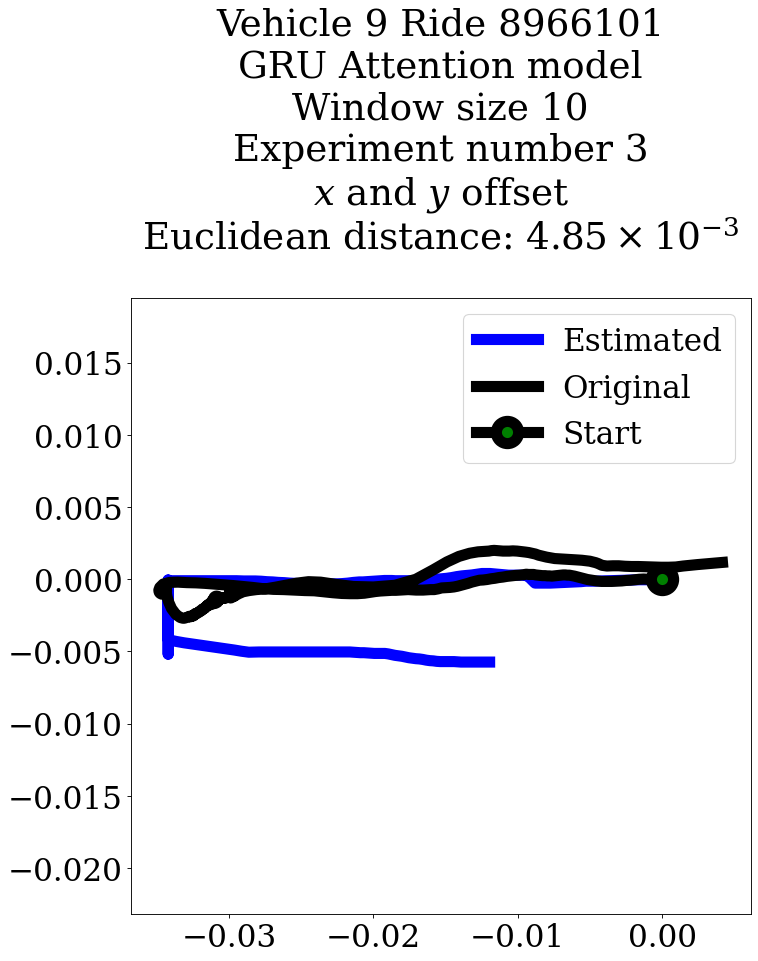 Vehicle 9 Ride 8966101
GRU Attention model
Window size 10
Experiment number 3
x and y offset
Euclidean distance: 4.85 × 10⁻³
Estimated
Original
Start
0.015
0.010
0.005
0.000
−0.005
−0.010
−0.015
−0.020
−0.03 −0.02 −0.01 0.00